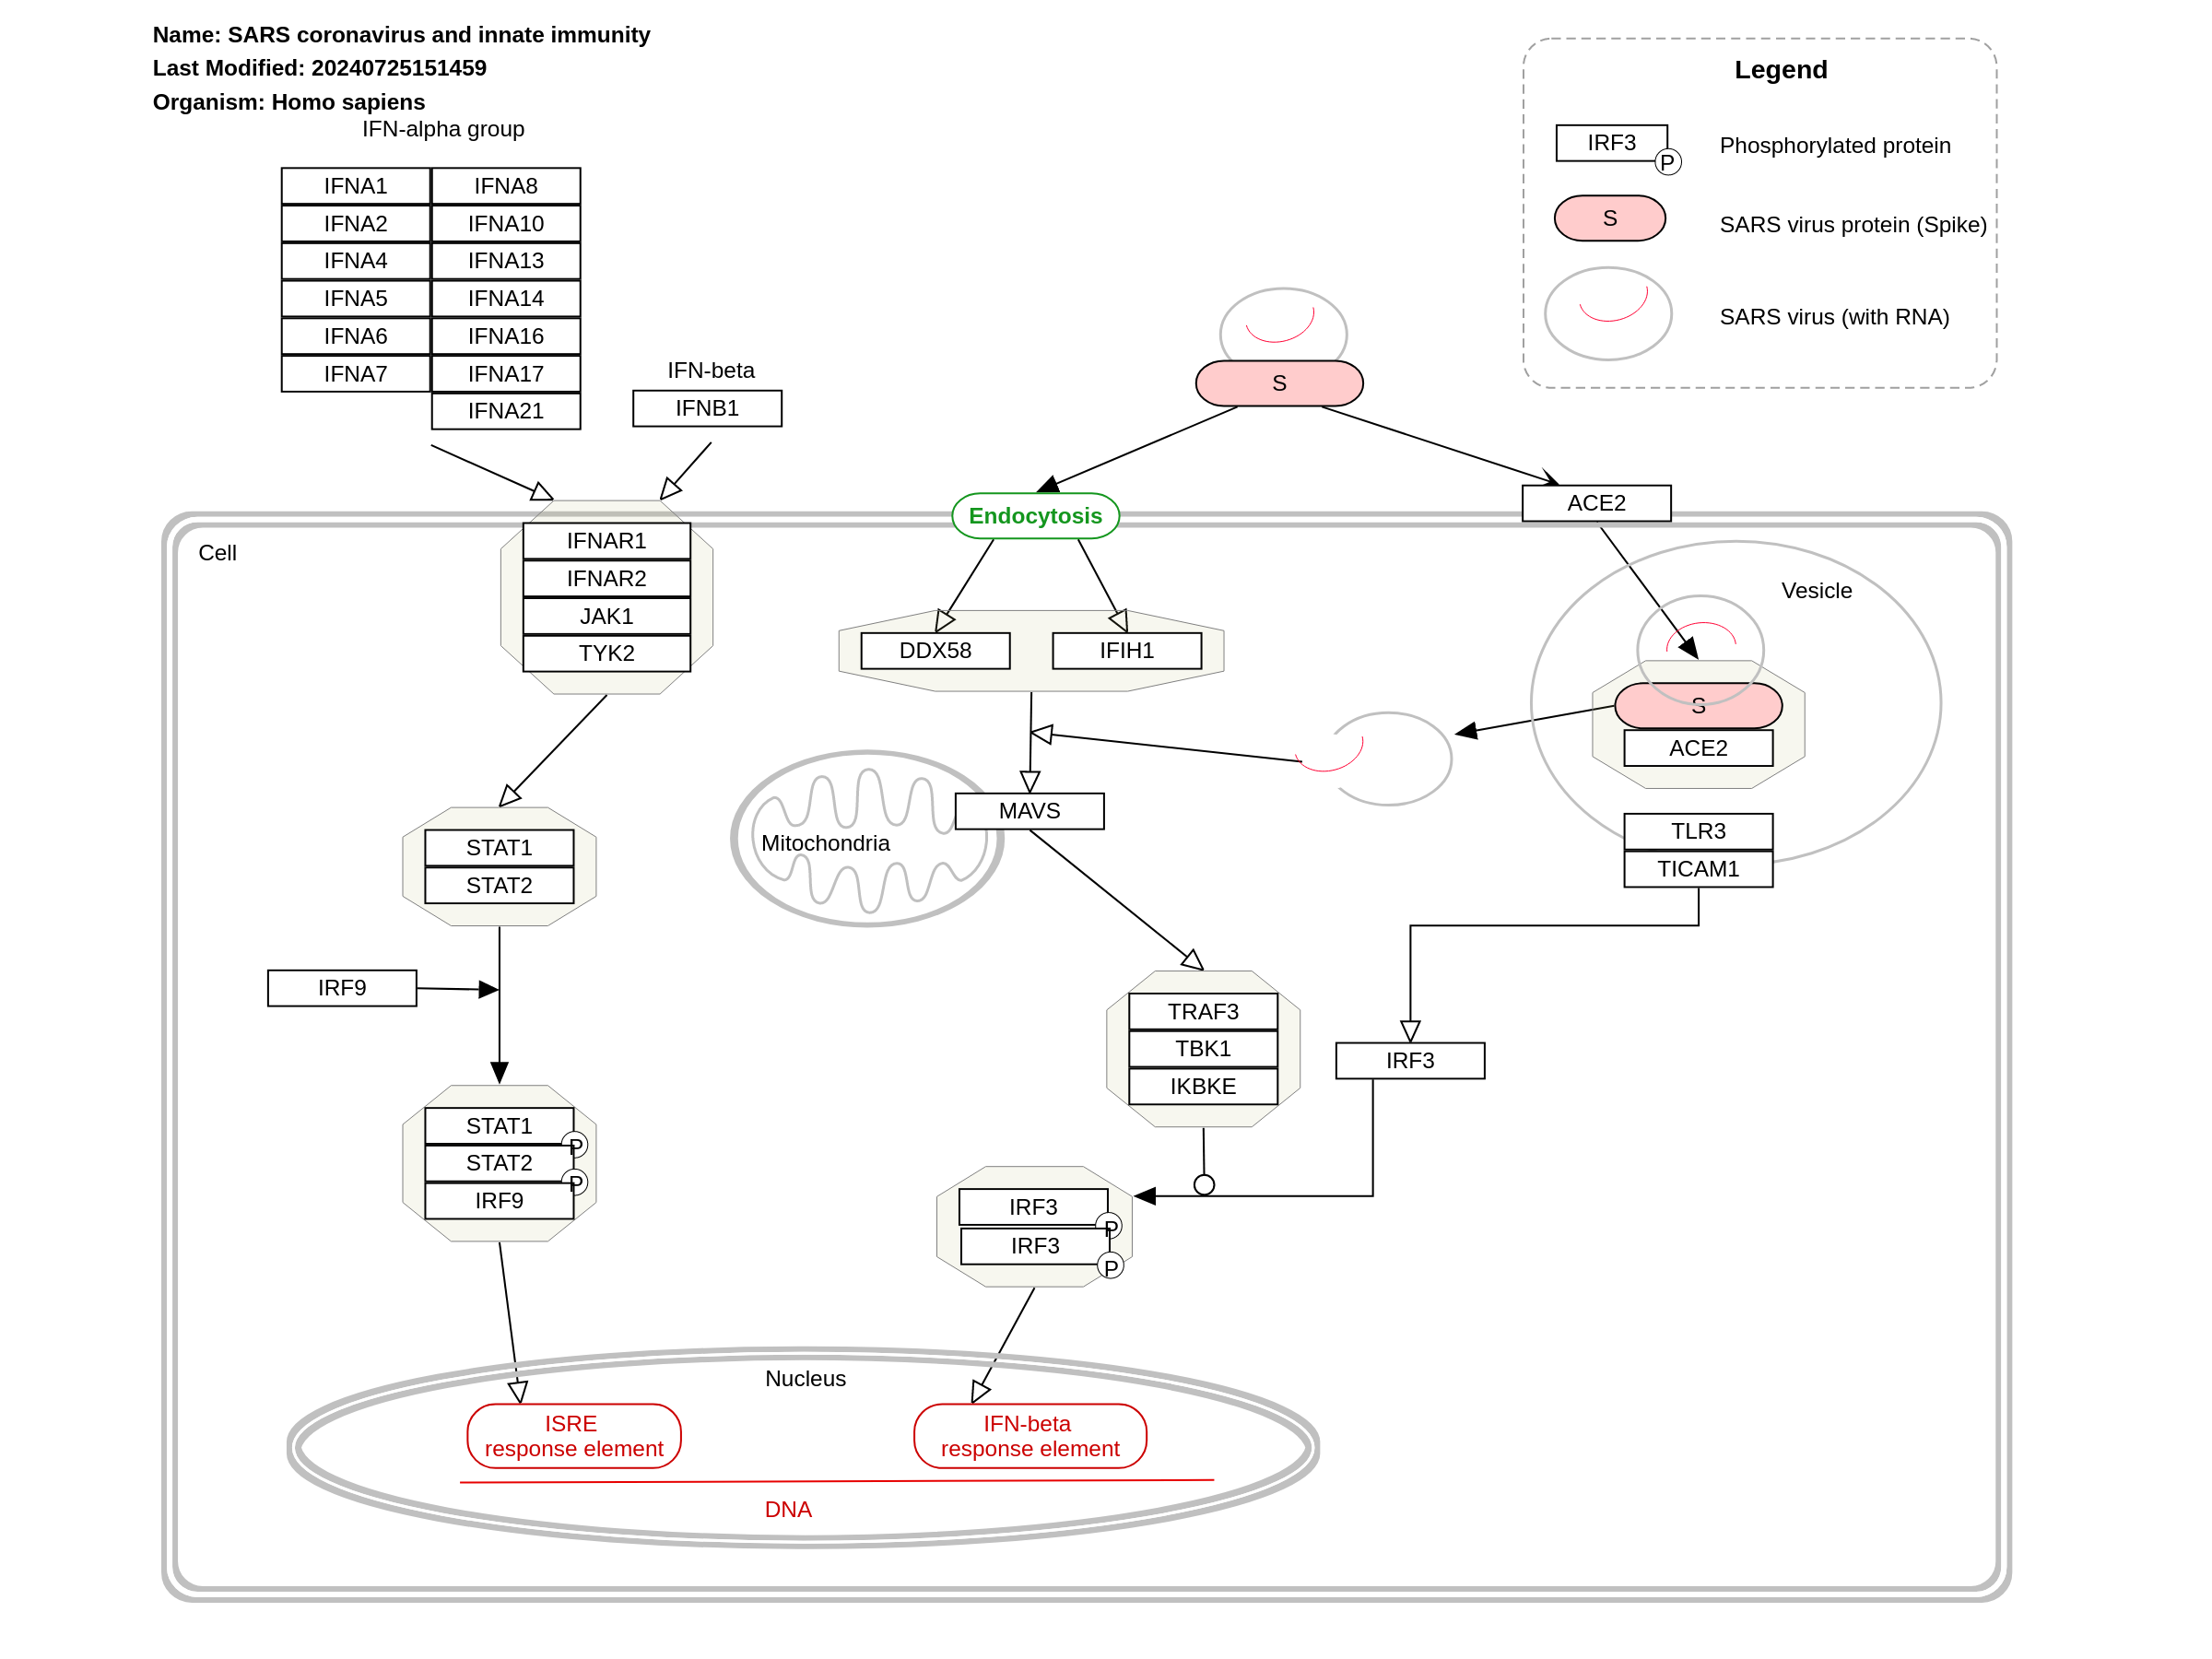 Name: SARS coronavirus and innate immunity
Last Modified: 20240725151459
Organism: Homo sapiens
IFN-alpha group
IFNA1
IFNA8
IFNA2
IFNA10
IFNA4
IFNA13
IFNA5
IFNA14
IFNA6
IFNA16
IFNA7
IFNA17
IFNA21
IFN-beta
IFNB1
Legend
IRF3
P
Phosphorylated protein
S
SARS virus protein (Spike)
SARS virus (with RNA)
S
Endocytosis
ACE2
Cell
IFNAR1
IFNAR2
JAK1
TYK2
DDX58
IFIH1
Vesicle
S
ACE2
TLR3
TICAM1
MAVS
Mitochondria
STAT1
STAT2
IRF9
TRAF3
TBK1
IKBKE
IRF3
STAT1
P
STAT2
P
IRF9
IRF3
P
IRF3
P
Nucleus
ISRE
response element
IFN-beta
response element
DNA